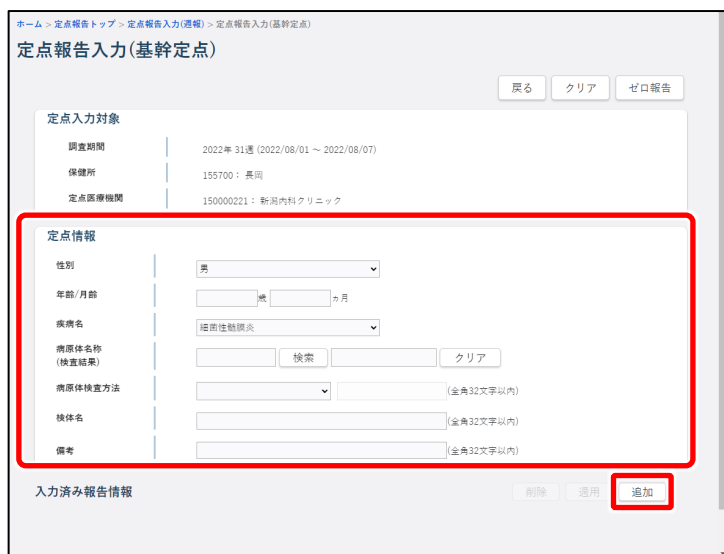 ホーム > 定点報告トップ > 定点報告入力(週報) > 定点報告入力(基幹定点)
定点報告入力(基幹定点)
戻る クリア ゼロ報告
定点入力対象
調査期間 2022年 31週 (2022/08/01 ～ 2022/08/07)
保健所 155700： 長岡
定点医療機関 150000221： 新潟内科クリニック
定点情報
性別 男
年齢/月齢 歳 ヵ月
疾病名 細菌性髄膜炎
病原体名称
(検査結果) 検索 クリア
病原体検査方法 (全角32文字以内)
検体名 (全角32文字以内)
備考 (全角32文字以内)
入力済み報告情報 削除 適用 追加